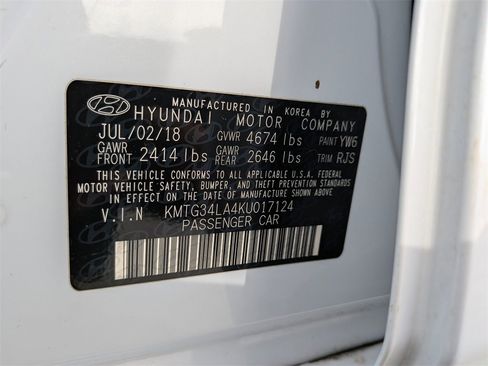 MANUFACTURED IN KOREA BY
HYUNDAI MOTOR COMPANY
JUL/02/18 GVWR 4674 lbs PAINT YW6
GAWR FRONT 2414 lbs GAWR REAR 2646 lbs TRIM RJS
THIS VEHICLE CONFORMS TO ALL APPLICABLE U.S.A. FEDERAL
MOTOR VEHICLE SAFETY, BUMPER, AND THEFT PREVENTION STANDARDS
IN EFFECT ON THE DATE OF MANUFACTURE SHOWN ABOVE.
V.I.N KMTG34LA4KU017124
PASSENGER CAR